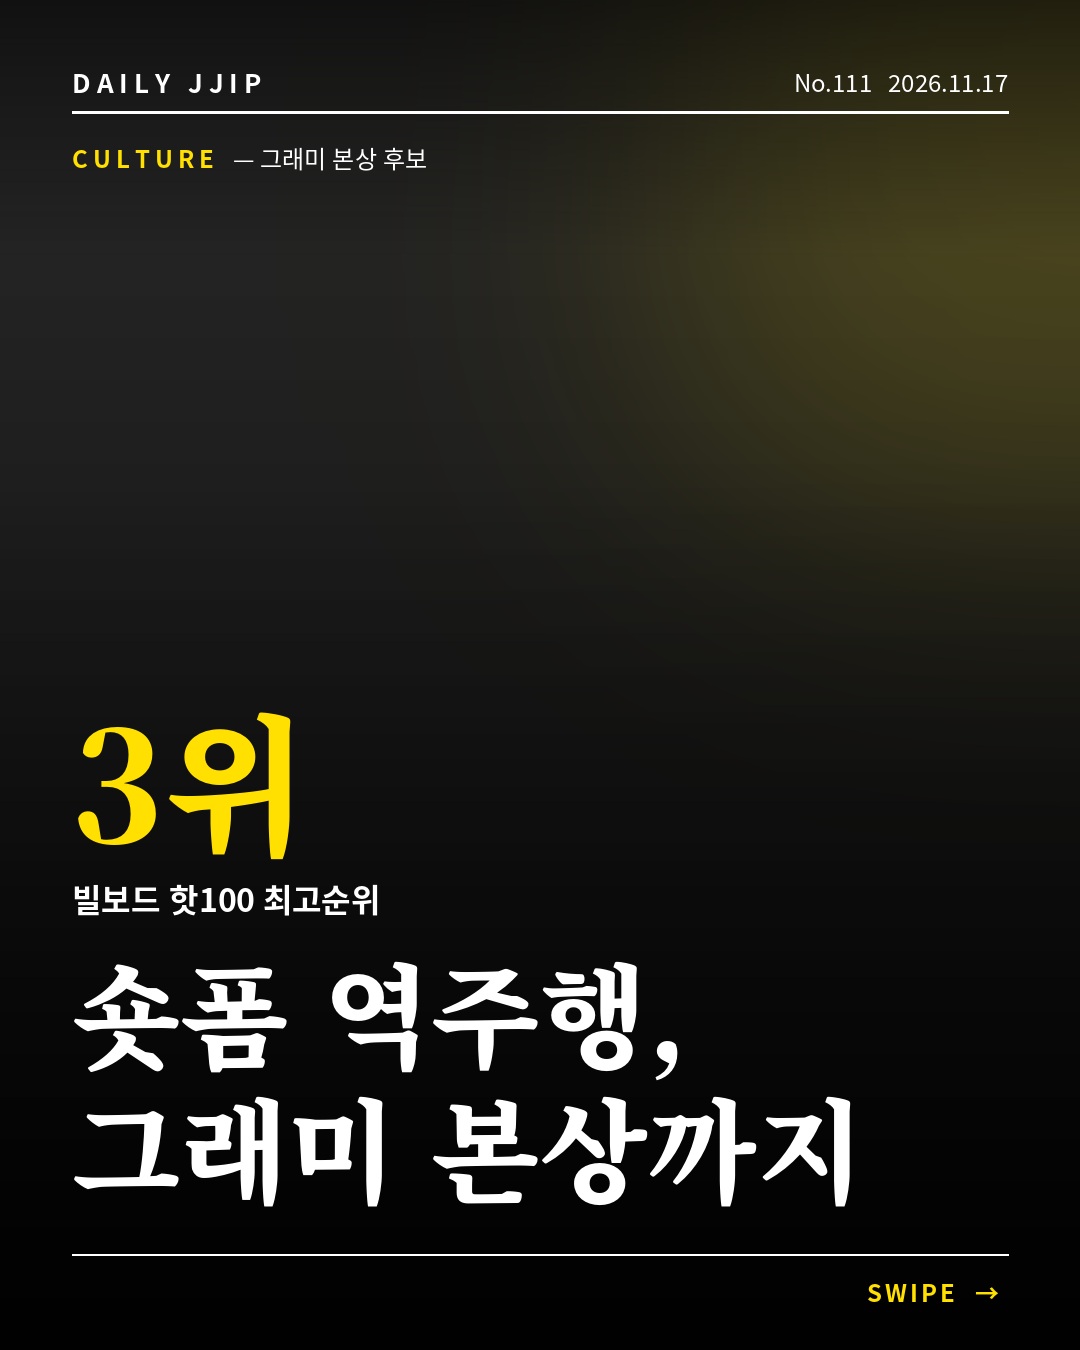 DAILY JJIP
No.111 2026.11.17
CULTURE — 그래미 본상 후보
3위
빌보드 핫100 최고순위
숏폼 역주행,
그래미 본상까지
SWIPE →